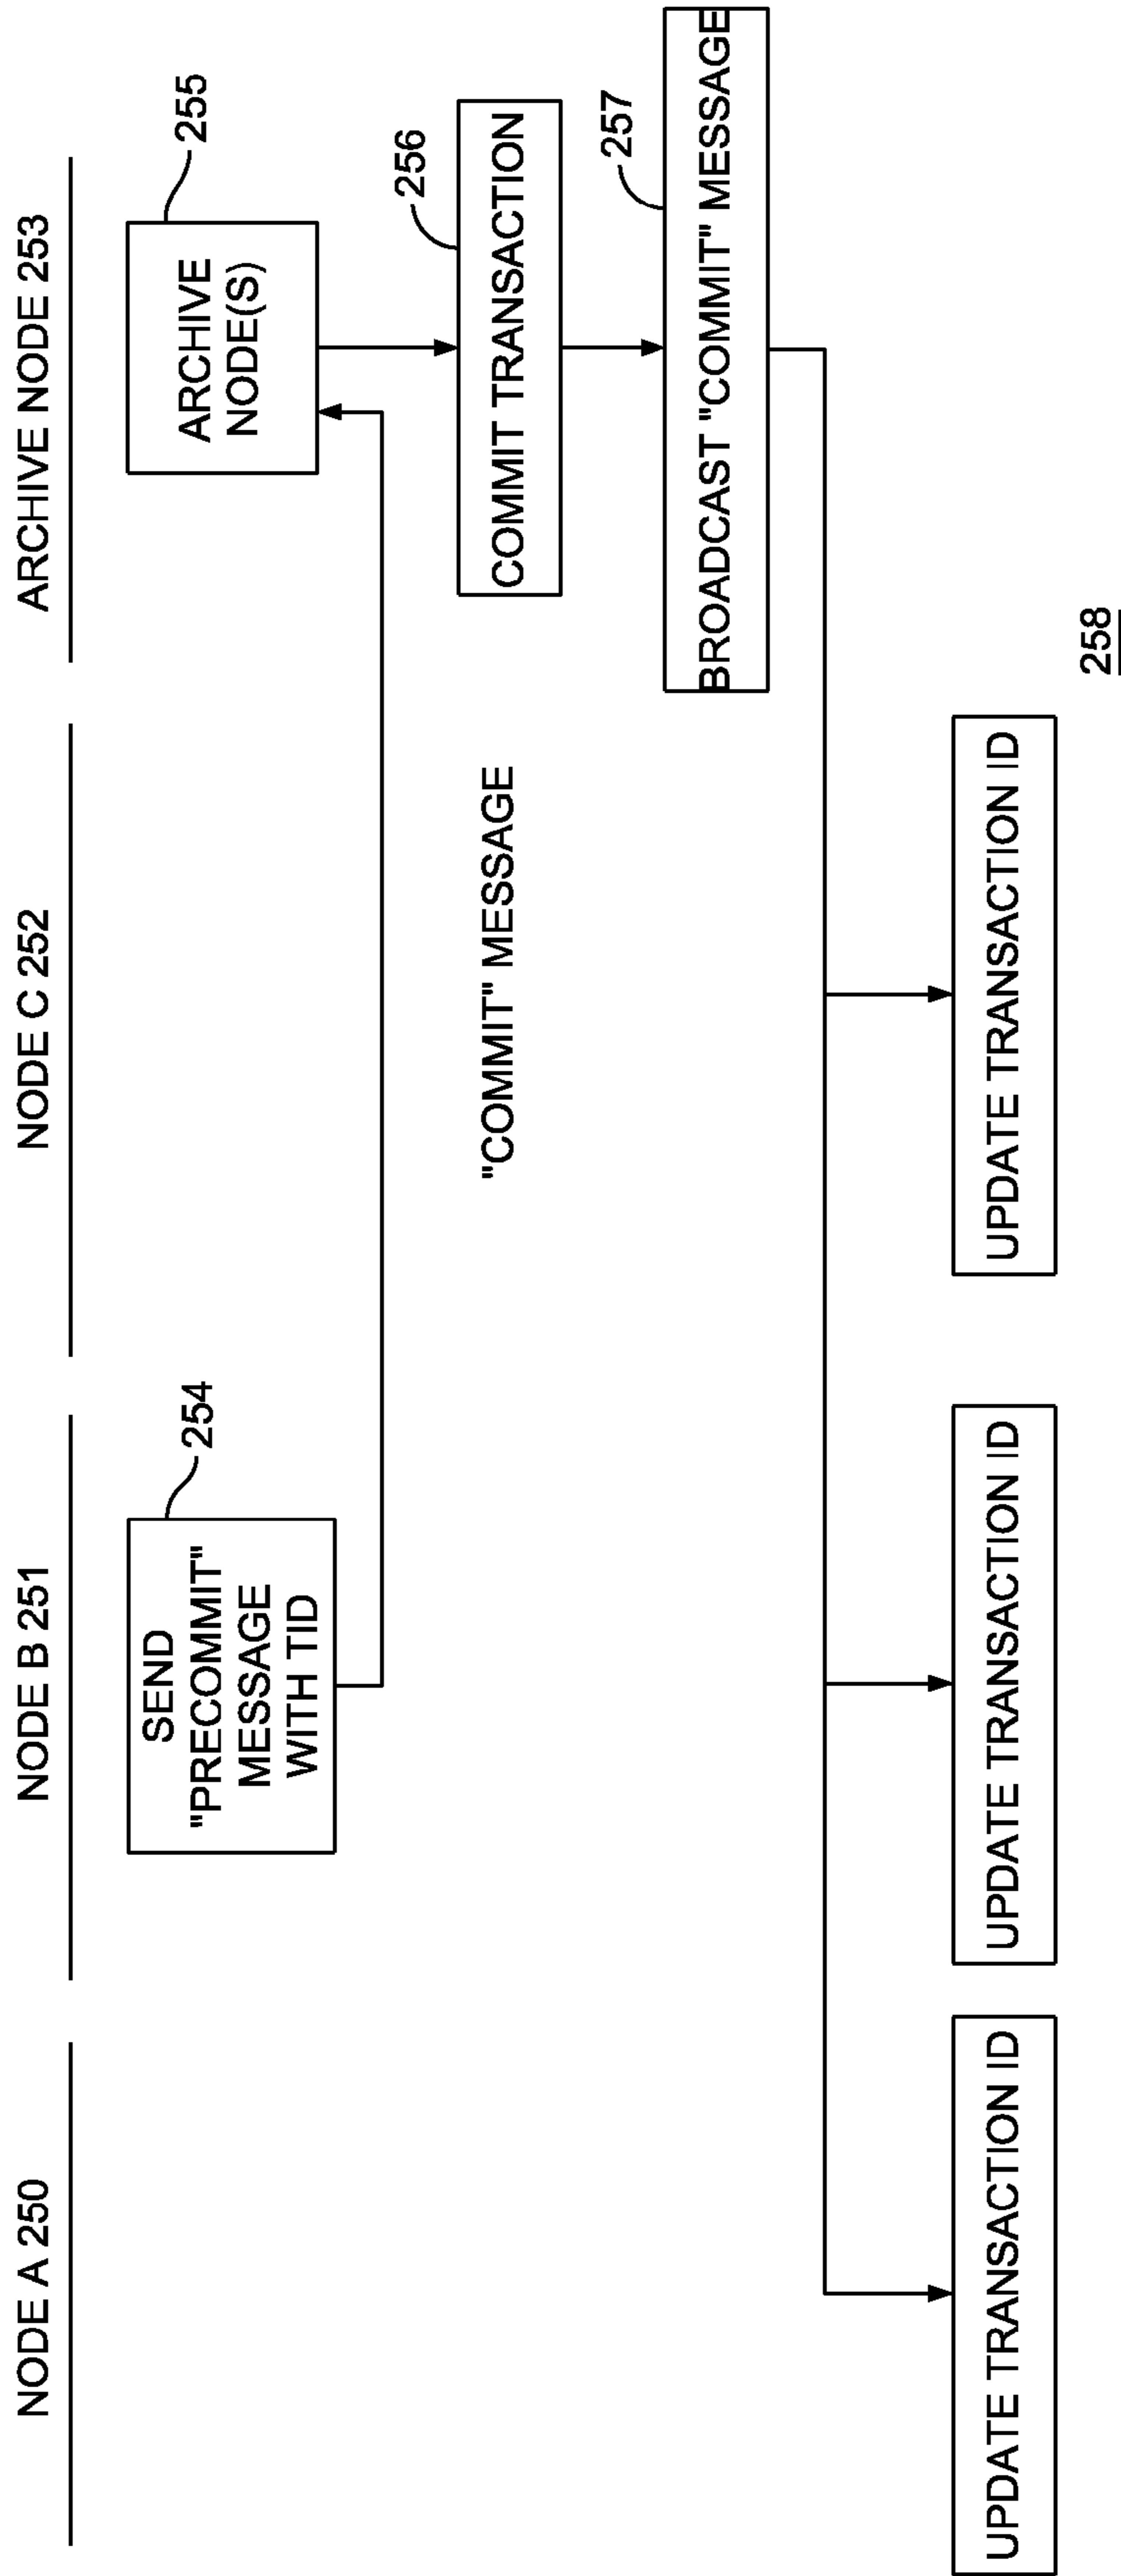 NODE A 250
NODE B 251
NODE C 252
ARCHIVE NODE 253
SEND
"PRECOMMIT"
MESSAGE
WITH TID
254
ARCHIVE
NODE(S)
255
COMMIT TRANSACTION
256
"COMMIT" MESSAGE
BROADCAST "COMMIT" MESSAGE
257
UPDATE TRANSACTION ID
UPDATE TRANSACTION ID
UPDATE TRANSACTION ID
258